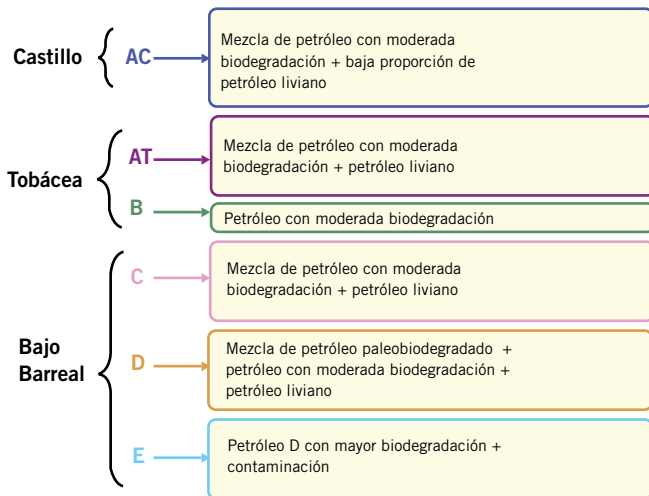 Castillo
AC
Mezcla de petróleo con moderada
biodegradación + baja proporción de
petróleo liviano
Tobácea
AT
Mezcla de petróleo con moderada
biodegradación + petróleo liviano
B
Petróleo con moderada biodegradación
Bajo
Barreal
C
Mezcla de petróleo con moderada
biodegradación + petróleo liviano
D
Mezcla de petróleo paleobiodegradado +
petróleo con moderada biodegradación +
petróleo liviano
E
Petróleo D con mayor biodegradación +
contaminación